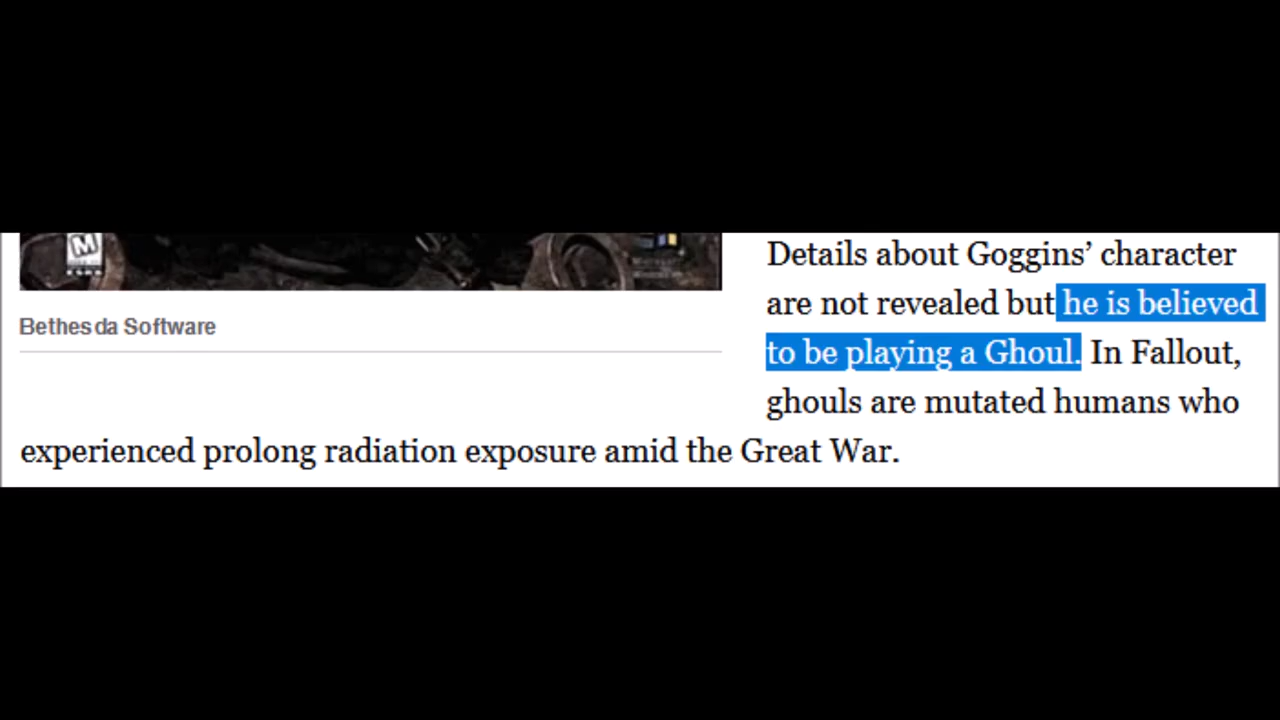 M
ESRB
Details about Goggins’ character
are not revealed but he is believed
to be playing a Ghoul. In Fallout,
ghouls are mutated humans who
experienced prolong radiation exposure amid the Great War.
Bethesda Software